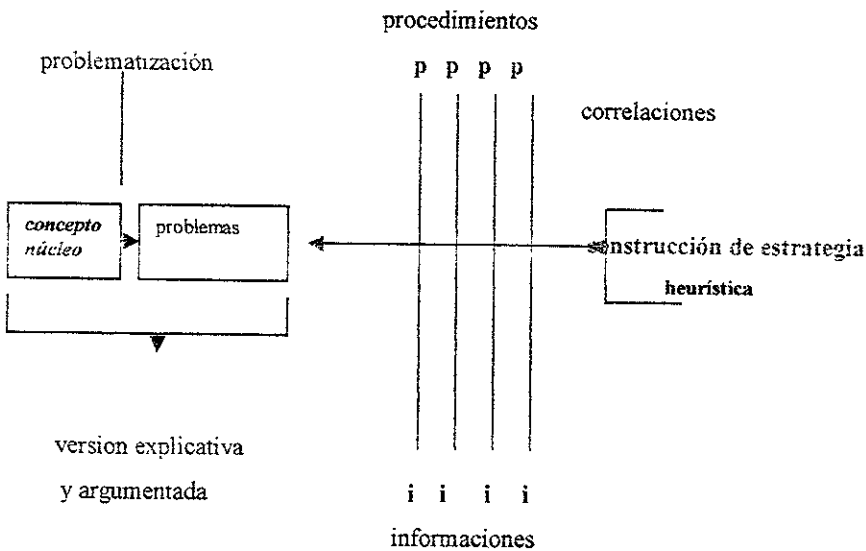 procedimientos
problematización
p p p p
correlaciones
concepto
núcleo
problemas
construcción de estrategia
heurística
version explicativa
y argumentada
i i i i
informaciones